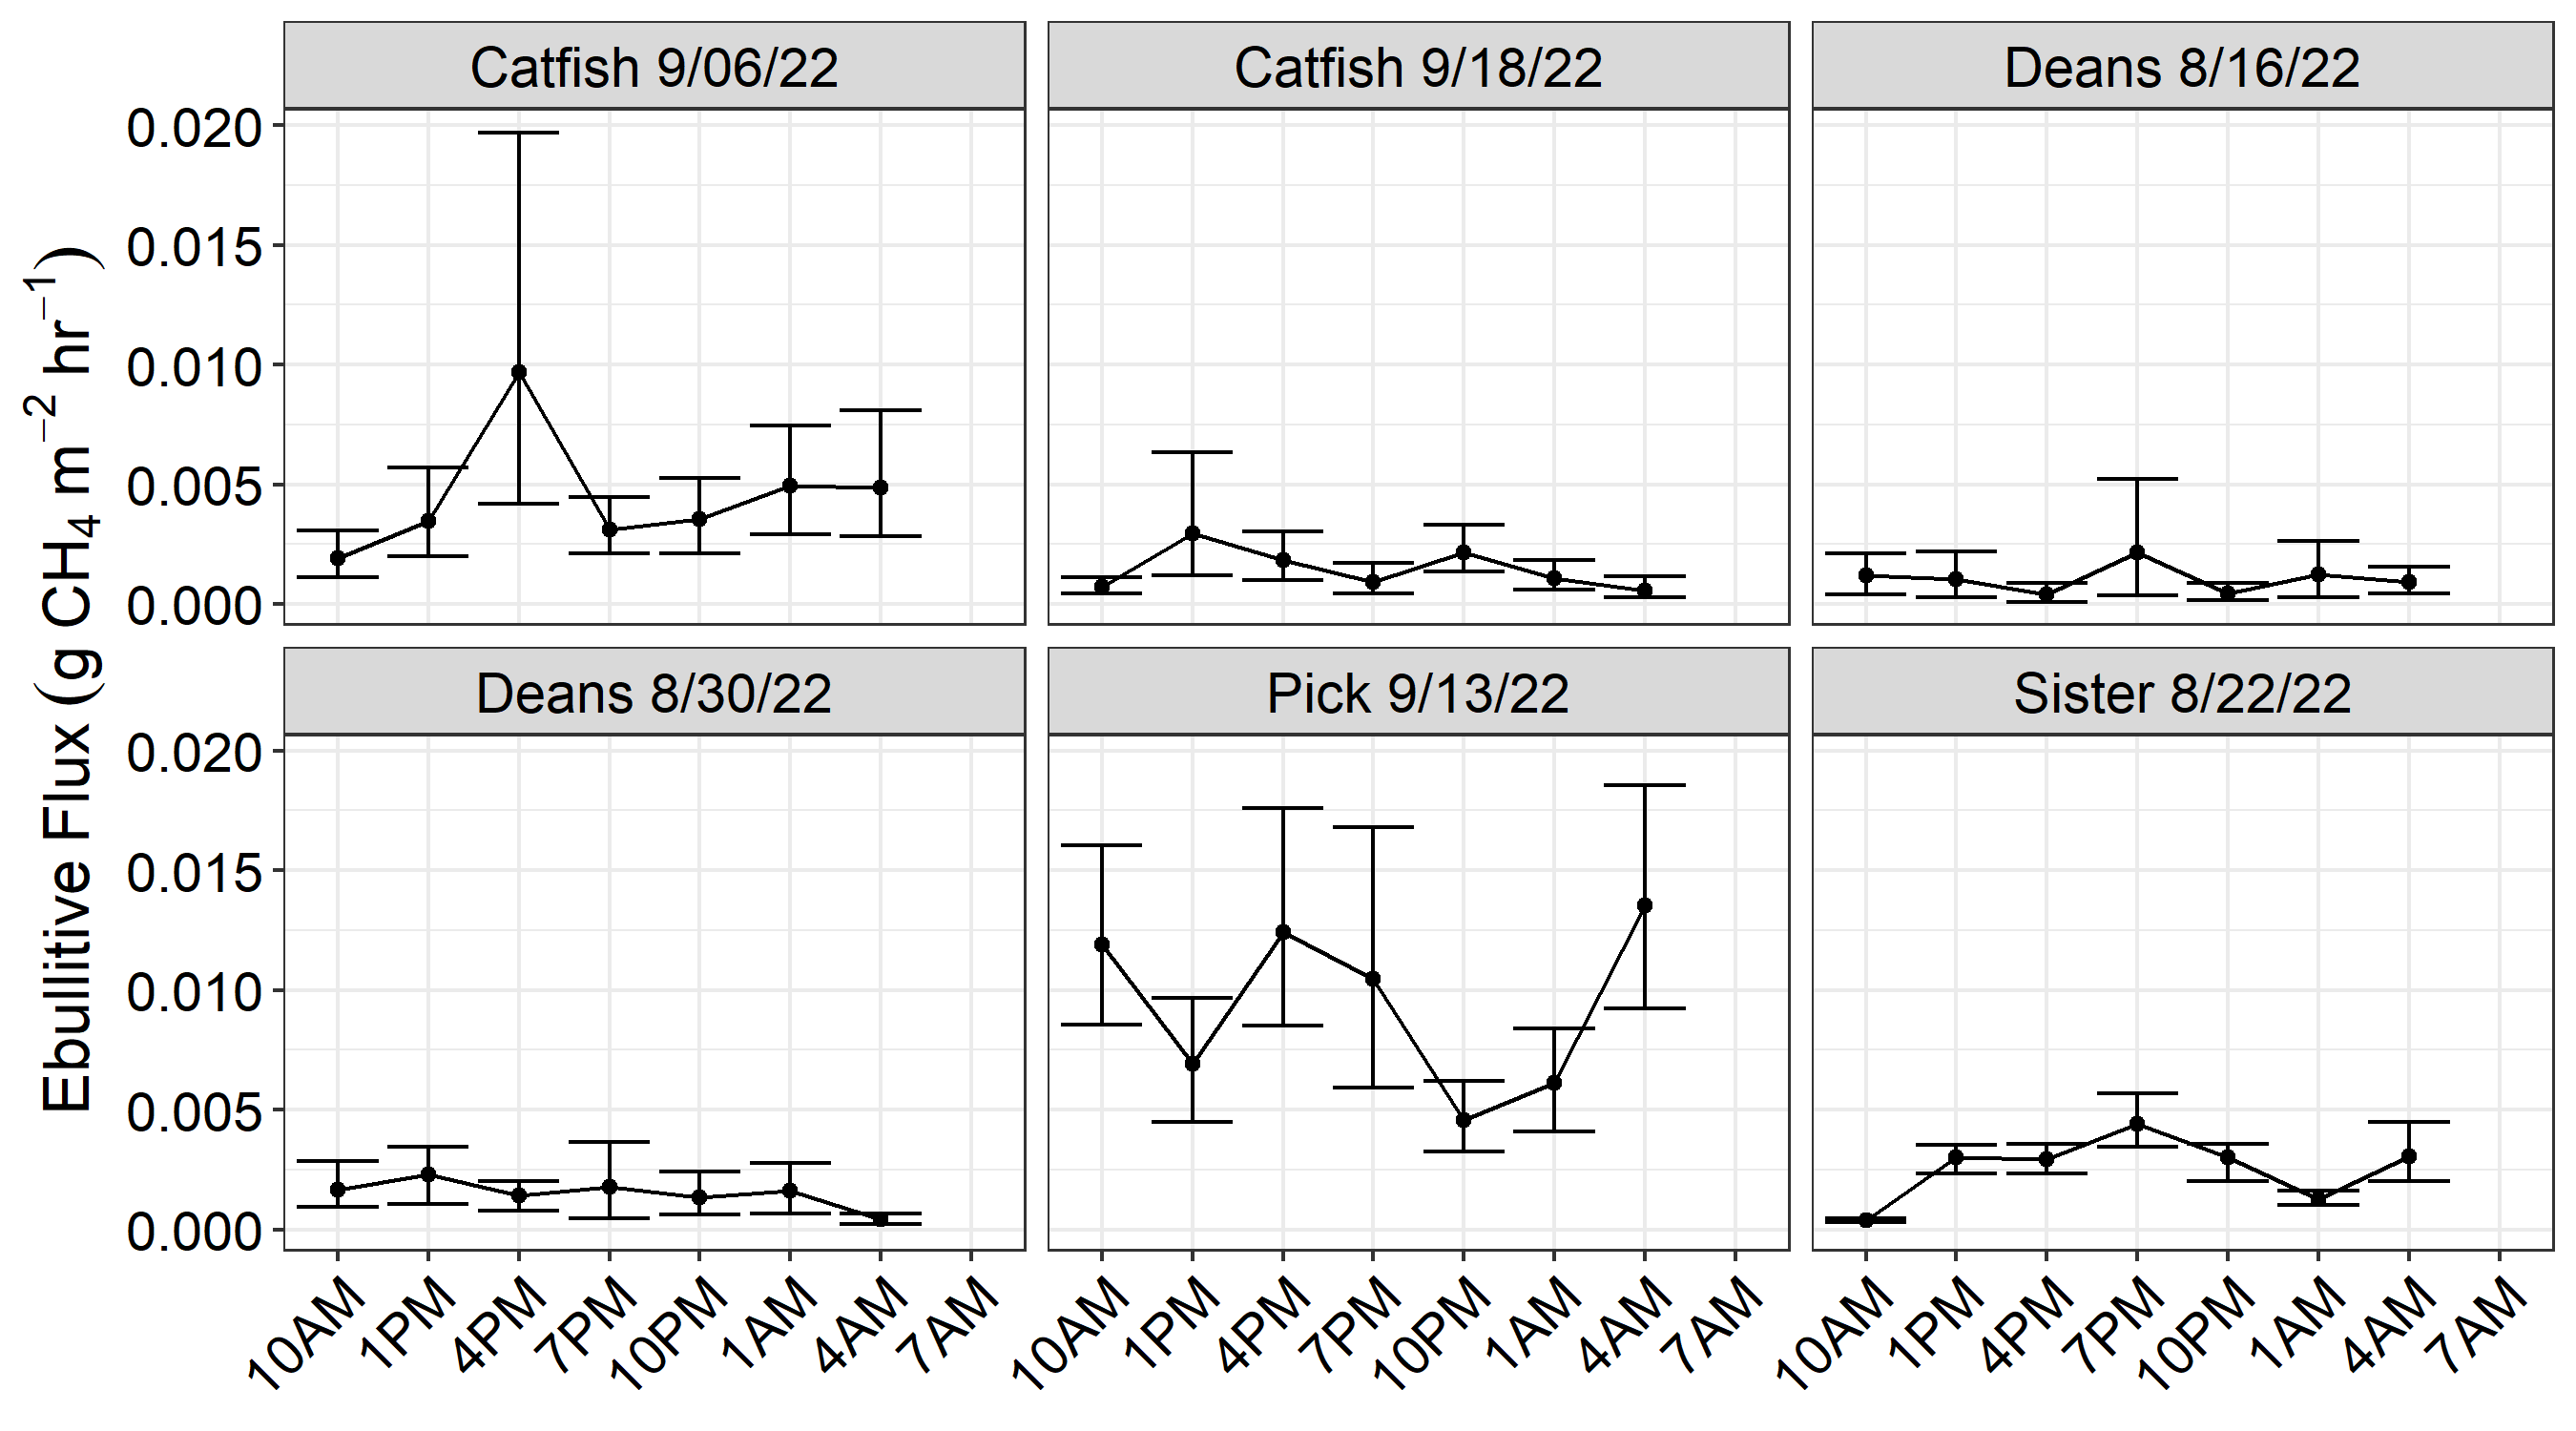 Catfish 9/06/22
Catfish 9/18/22
Deans 8/16/22
0.020
0.015
0.010
0.005
0.000
Deans 8/30/22
Pick 9/13/22
Sister 8/22/22
0.020
0.015
0.010
0.005
0.000
Ebullitive Flux (g CH₄ m⁻² hr⁻¹)
10AM 1PM 4PM 7PM 10PM 1AM 4AM 7AM
10AM 1PM 4PM 7PM 10PM 1AM 4AM 7AM
10AM 1PM 4PM 7PM 10PM 1AM 4AM 7AM